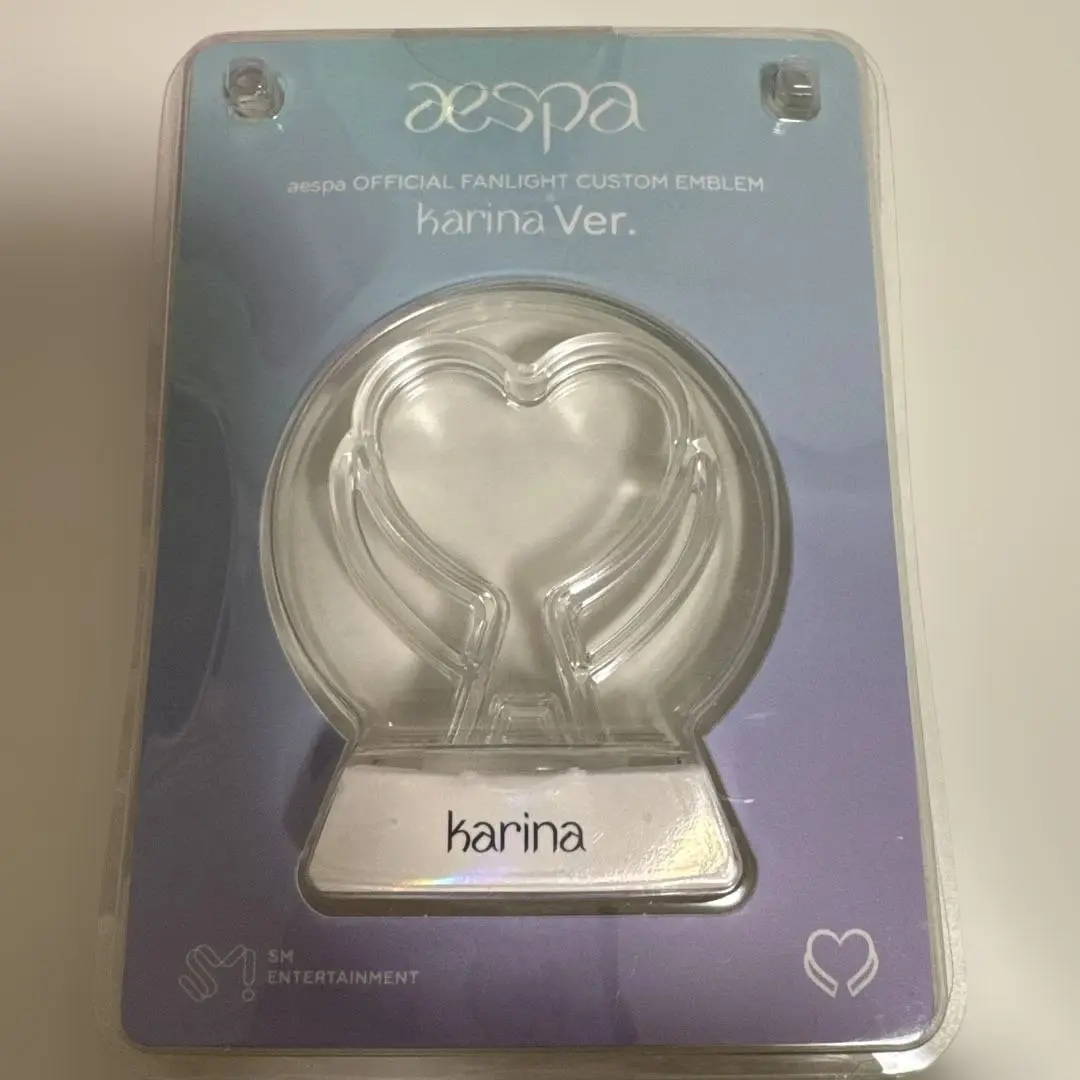 aespa
aespa OFFICIAL FANLIGHT CUSTOM EMBLEM
karina Ver.
karina
SM
ENTERTAINMENT